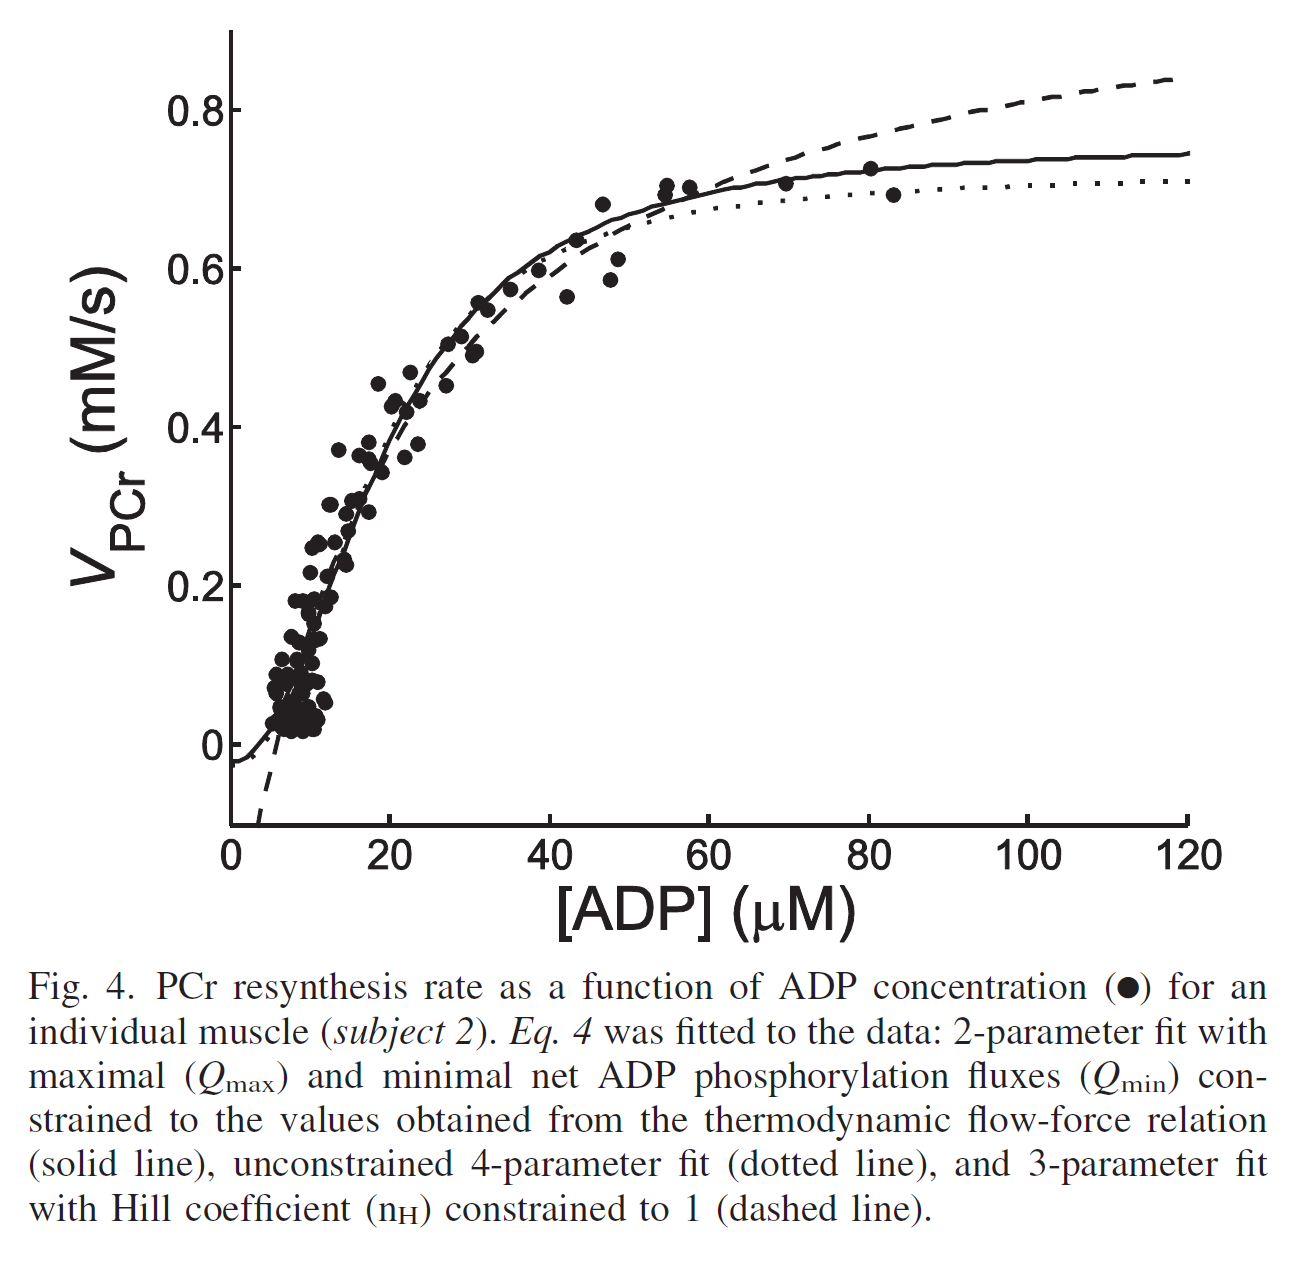 0.8
0.6
0.4
0.2
0
V PCr (mM/s)
0 20 40 60 80 100 120
[ADP] (μM)
Fig. 4. PCr resynthesis rate as a function of ADP concentration (●) for an
individual muscle (subject 2). Eq. 4 was fitted to the data: 2-parameter fit with
maximal (Qmax) and minimal net ADP phosphorylation fluxes (Qmin) con-
strained to the values obtained from the thermodynamic flow-force relation
(solid line), unconstrained 4-parameter fit (dotted line), and 3-parameter fit
with Hill coefficient (nH) constrained to 1 (dashed line).